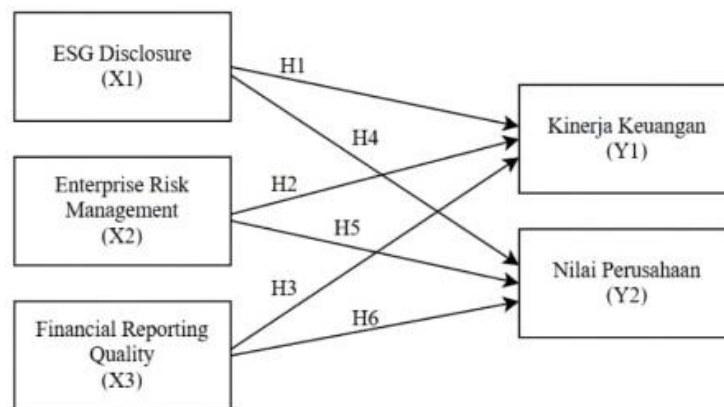 ESG Disclosure
(X1)
H1
Kinerja Keuangan
(Y1)
H4
Enterprise Risk
Management
(X2)
H2
H5
Nilai Perusahaan
(Y2)
H3
Financial Reporting
Quality
(X3)
H6